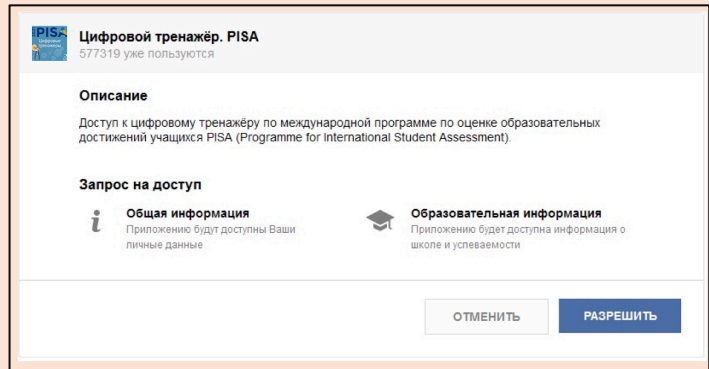 PISA
Цифровой тренажёр. PISA
577319 уже пользуются
Описание
Доступ к цифровому тренажёру по международной программе по оценке образовательных
достижений учащихся PISA (Programme for International Student Assessment).
Запрос на доступ
Общая информация
Приложению будут доступны Ваши
личные данные
Образовательная информация
Приложению будет доступна информация о
школе и успеваемости
ОТМЕНИТЬ
РАЗРЕШИТЬ